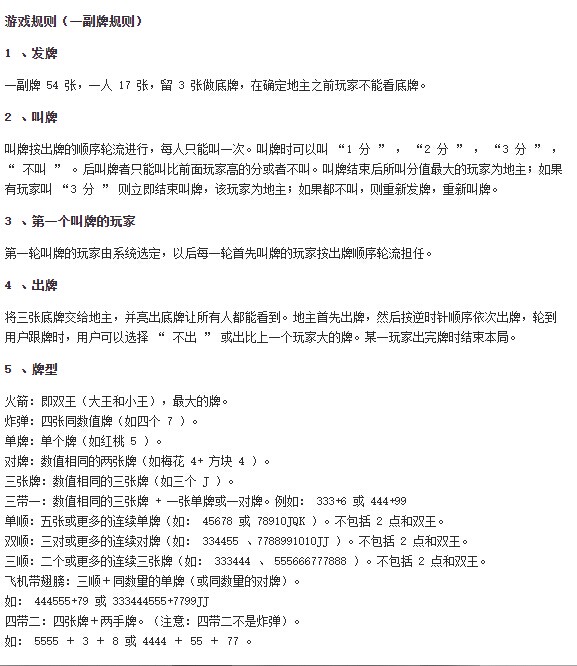 游戏规则（一副牌规则）
1 、发牌
一副牌 54 张，一人 17 张，留 3 张做底牌，在确定地主之前玩家不能看底牌。
2 、叫牌
叫牌按出牌的顺序轮流进行，每人只能叫一次。叫牌时可以叫 “1 分 ” ， “2 分 ” ， “3 分 ” ，
“ 不叫 ” 。后叫牌者只能叫比前面玩家高的分或者不叫。叫牌结束后所叫分值最大的玩家为地主；如果
有玩家叫 “3 分 ” 则立即结束叫牌，该玩家为地主；如果都不叫，则重新发牌，重新叫牌。
3 、第一个叫牌的玩家
第一轮叫牌的玩家由系统选定，以后每一轮首先叫牌的玩家按出牌顺序轮流担任。
4 、出牌
将三张底牌交给地主，并亮出底牌让所有人都能看到。地主首先出牌，然后按逆时针顺序依次出牌，轮到
用户跟牌时，用户可以选择 “ 不出 ” 或出比上一个玩家大的牌。某一玩家出完牌时结束本局。
5 、牌型
火箭：即双王（大王和小王），最大的牌。
炸弹：四张同数值牌（如四个 7 ）。
单牌：单个牌（如红桃 5 ）。
对牌：数值相同的两张牌（如梅花 4+ 方块 4 ）。
三张牌：数值相同的三张牌（如三个 J ）。
三带一：数值相同的三张牌 + 一张单牌或一对牌。例如： 333+6 或 444+99
单顺：五张或更多的连续单牌（如： 45678 或 78910JQK ）。不包括 2 点和双王。
双顺：三对或更多的连续对牌（如： 334455 、7788991010JJ ）。不包括 2 点和双王。
三顺：二个或更多的连续三张牌（如： 333444 、 555666777888 ）。不包括 2 点和双王。
飞机带翅膀：三顺＋同数量的单牌（或同数量的对牌）。
如： 444555+79 或 333444555+7799JJ
四带二：四张牌＋两手牌。（注意：四带二不是炸弹）。
如： 5555 ＋ 3 ＋ 8 或 4444 ＋ 55 ＋ 77 。